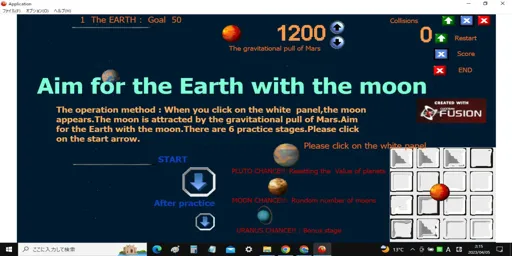 Application
ファイル(F) オプション(O) ヘルプ(H)
1 The EARTH : Goal 50
1200
Collisions
0
The gravitational pull of Mars
Restart
Score
END
Aim for the Earth with the moon
CREATED WITH
FUSION
The operation method : When you click on the white panel,the moon
appears.The moon is attracted by the gravitational pull of Mars.Aim
for the Earth with the moon.There are 6 practice stages.Please click
on the start arrow.
Please click on the white panel
START
PLUTO CHANCE!! Resetting the Value of planets
After practice
MOON CHANCE!! Random number of moons
URANUS CHANCE!! : Bonus stage
ここに入力して検索
13°C
A